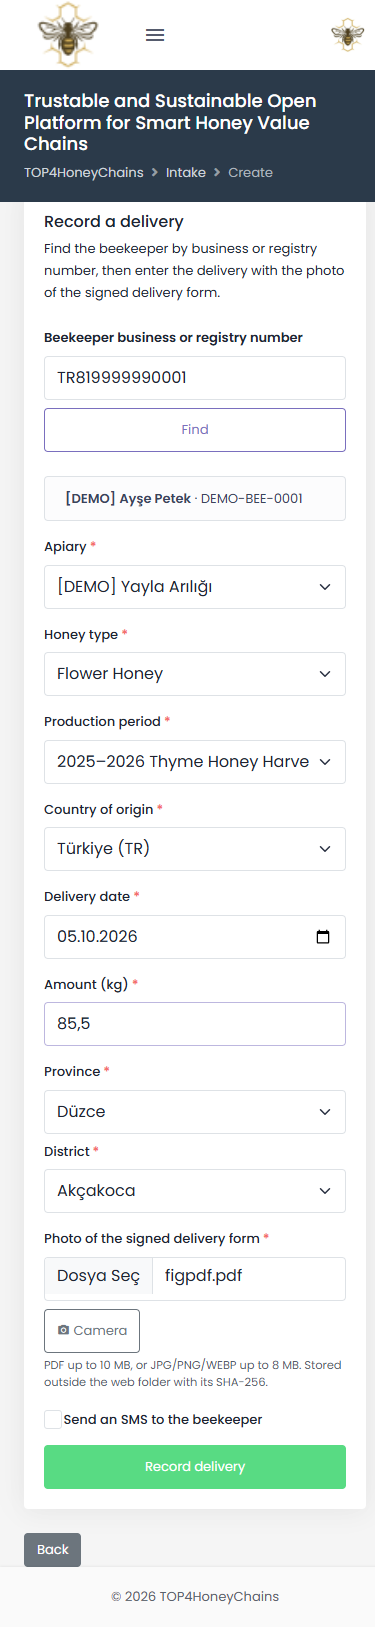 Trustable and Sustainable Open
Platform for Smart Honey Value
Chains
TOP4HoneyChains > Intake > Create
Record a delivery
Find the beekeeper by business or registry
number, then enter the delivery with the photo
of the signed delivery form.
Beekeeper business or registry number
TR819999990001
Find
[DEMO] Ayşe Petek · DEMO-BEE-0001
Apiary *
[DEMO] Yayla Arılığı
Honey type *
Flower Honey
Production period *
2025–2026 Thyme Honey Harve
Country of origin *
Türkiye (TR)
Delivery date *
05.10.2026
Amount (kg) *
85,5
Province *
Düzce
District *
Akçakoca
Photo of the signed delivery form *
Dosya Seç figpdf.pdf
Camera
PDF up to 10 MB, or JPG/PNG/WEBP up to 8 MB. Stored
outside the web folder with its SHA-256.
Send an SMS to the beekeeper
Record delivery
Back
© 2026 TOP4HoneyChains